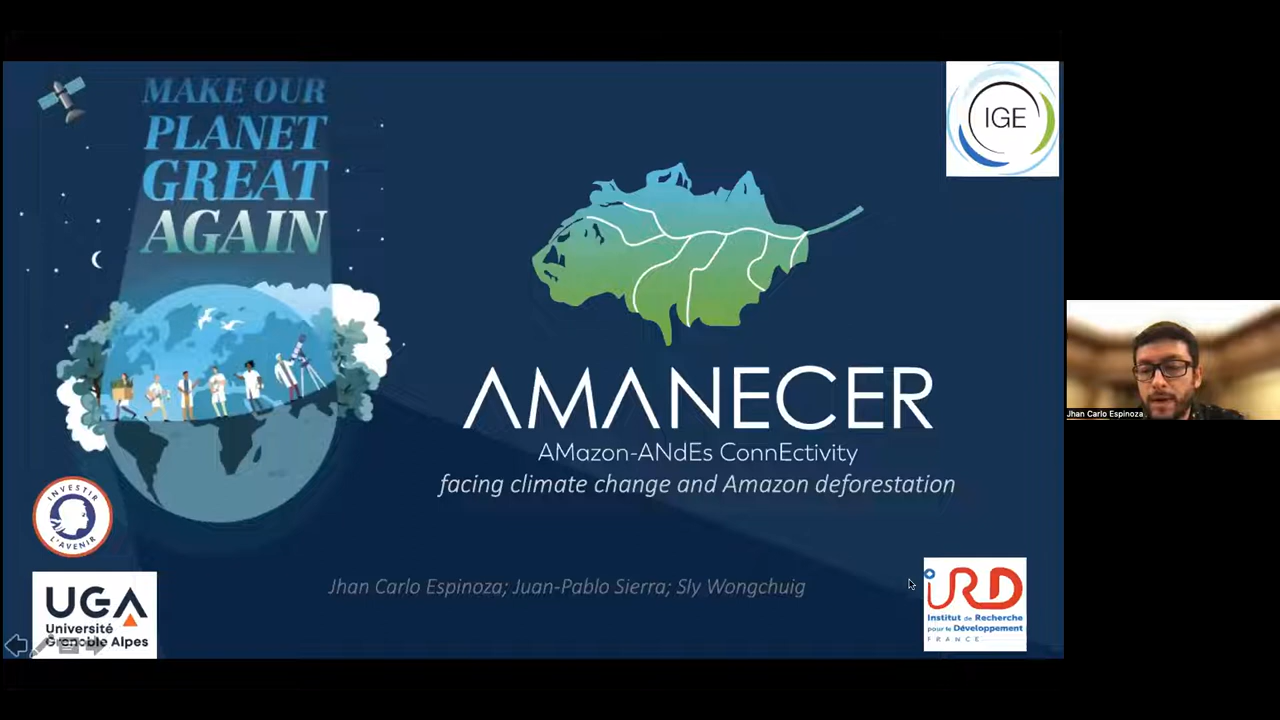 MAKE OUR
PLANET
GREAT
AGAIN
IGE
AMANECER
AMazon-ANdEs ConnEctivity
facing climate change and Amazon deforestation
INVESTIR
L'AVENIR
Jhan Carlo Espinoza; Juan-Pablo Sierra; Sly Wongchuig
UGA
Université
Grenoble Alpes
IRD
Institut de Recherche
pour le Développement
FRANCE
Jhan Carlo Espinoza